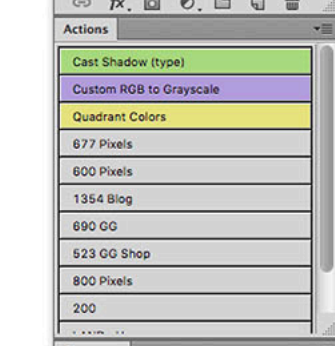 fx
Actions
Cast Shadow (type)
Custom RGB to Grayscale
Quadrant Colors
677 Pixels
600 Pixels
1354 Blog
690 GG
523 GG Shop
800 Pixels
200